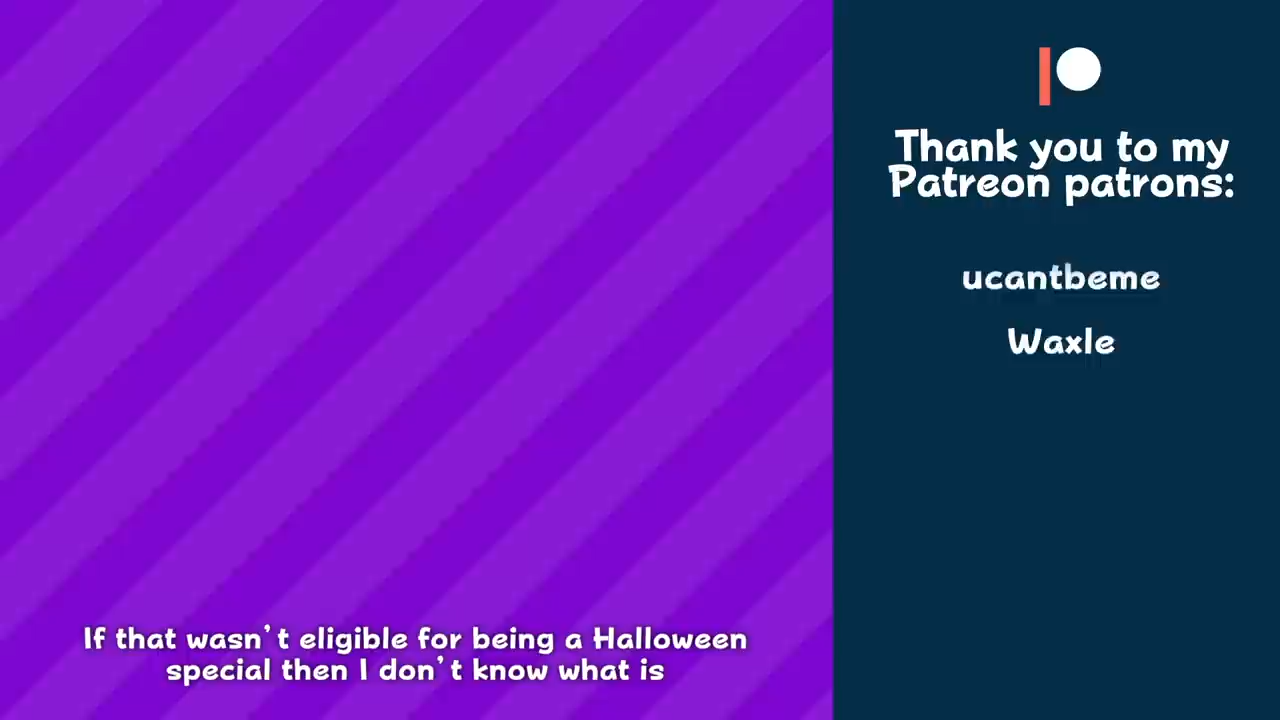 Thank you to my
Patreon patrons:
ucantbeme
Waxle
If that wasn't eligible for being a Halloween
special then I don't know what is